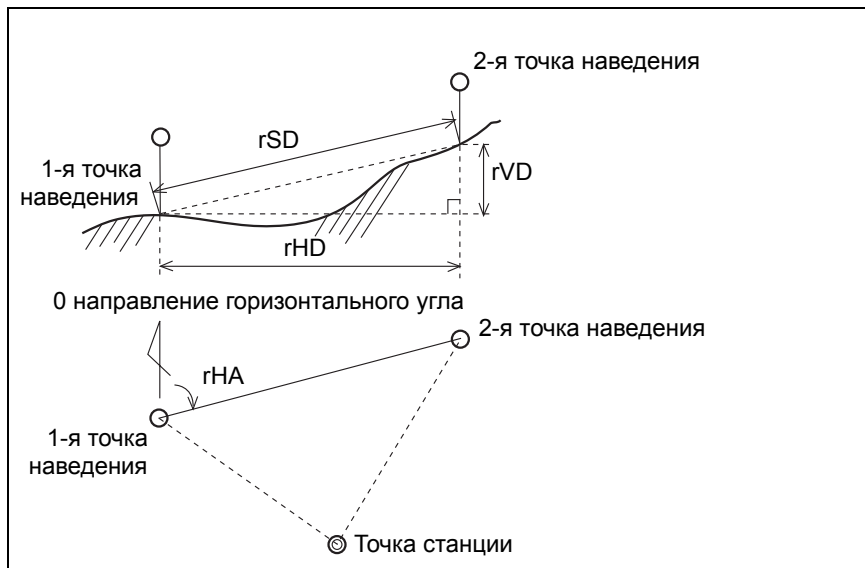 2-я точка наведения
rSD
1-я точка
наведения
rVD
rHD
0 направление горизонтального угла
2-я точка наведения
rHA
1-я точка
наведения
Точка станции